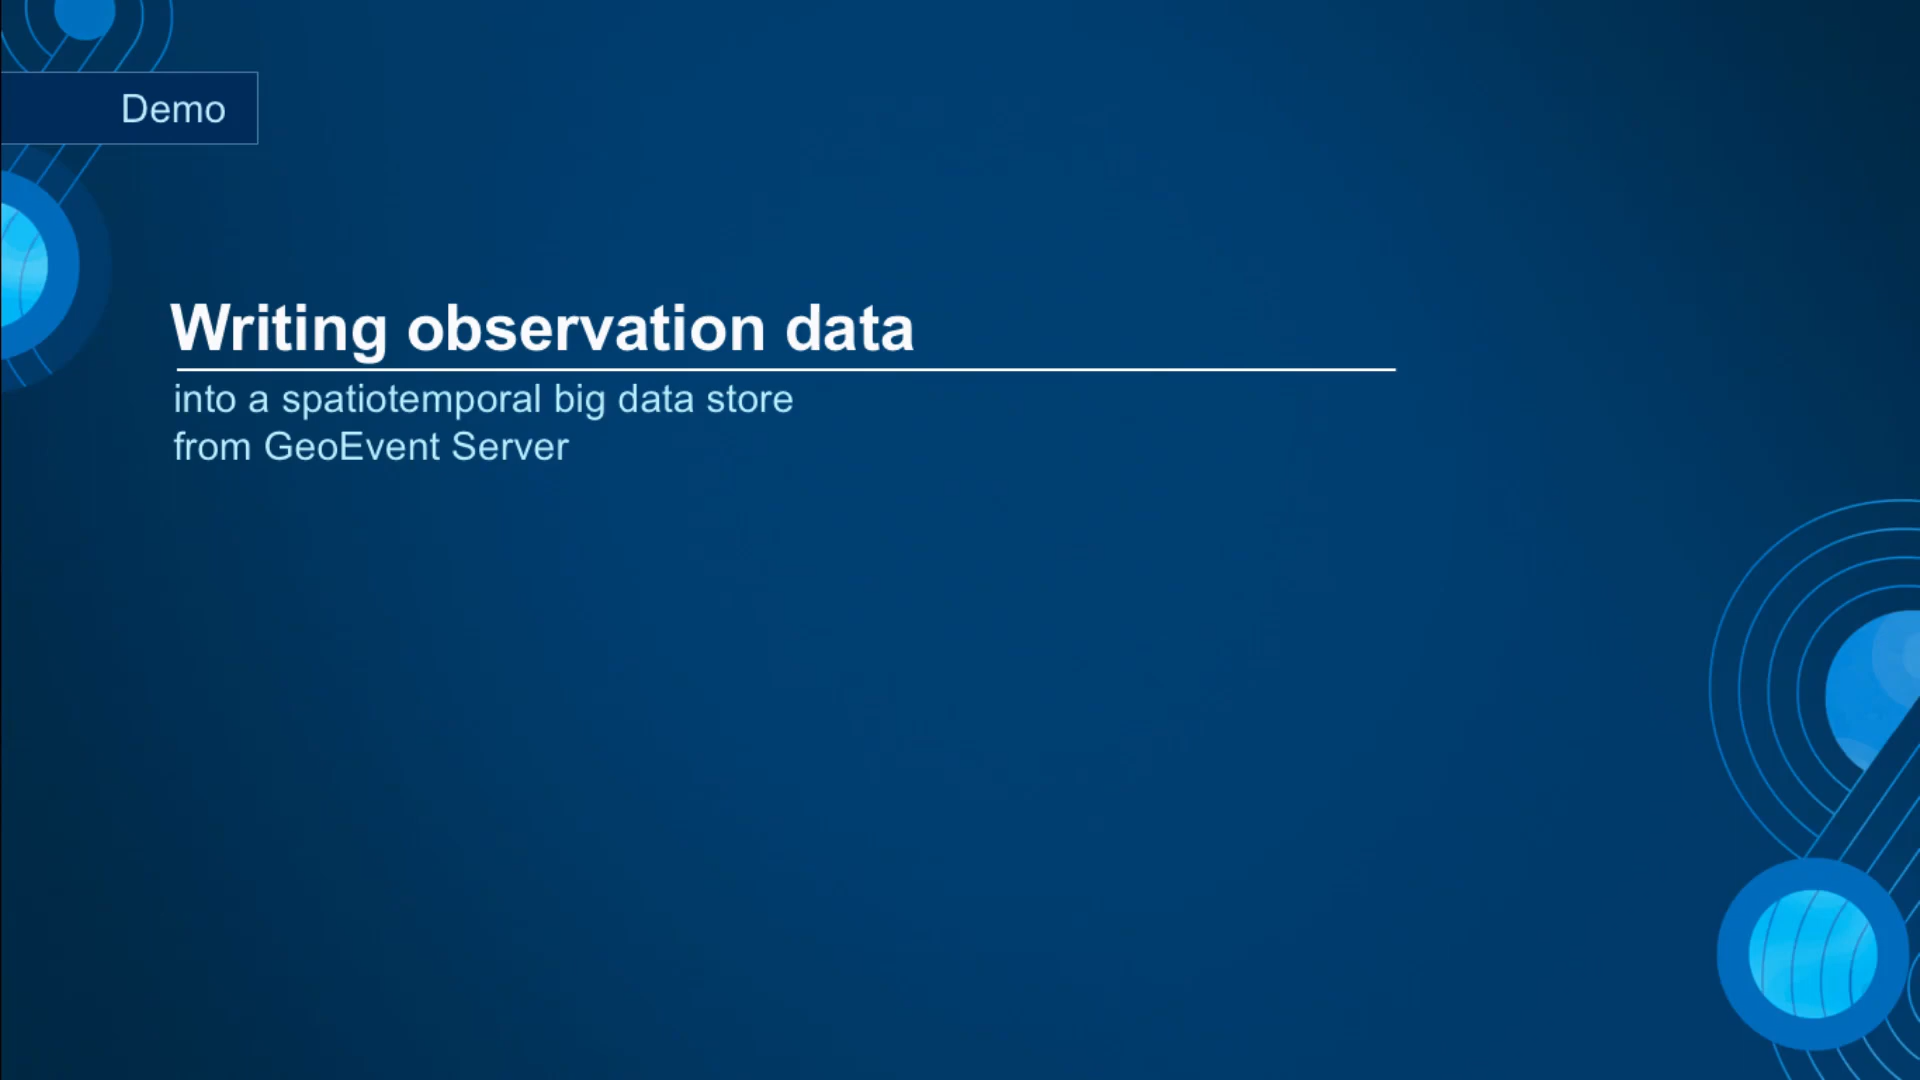 Demo
Writing observation data
into a spatiotemporal big data store
from GeoEvent Server